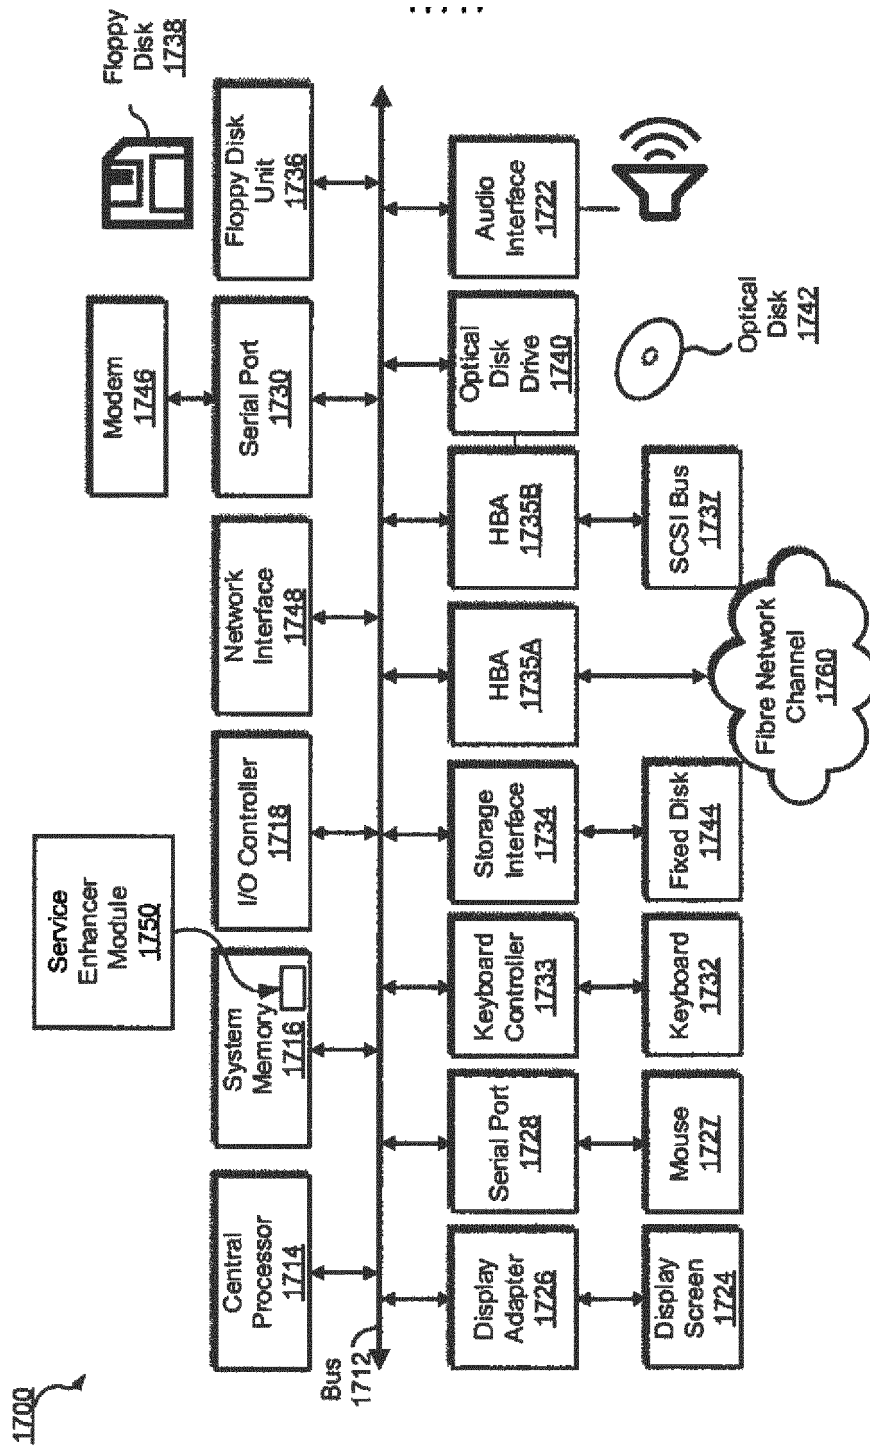 1700
Service
Enhancer
Module
1750
Modem
1746
Floppy
Disk
1738
Central
Processor
1714
System
Memory
1716
I/O Controller
1718
Network
Interface
1748
Serial Port
1730
Floppy Disk
Unit
1736
Bus
1712
Display
Adapter
1726
Serial Port
1728
Keyboard
Controller
1733
Storage
Interface
1734
HBA
1735A
HBA
1735B
Optical
Disk
Drive
1740
Audio
Interface
1722
Display
Screen
1724
Mouse
1727
Keyboard
1732
Fixed Disk
1744
Fibre Network
Channel
1760
SCSI Bus
1737
Optical
Disk
1742